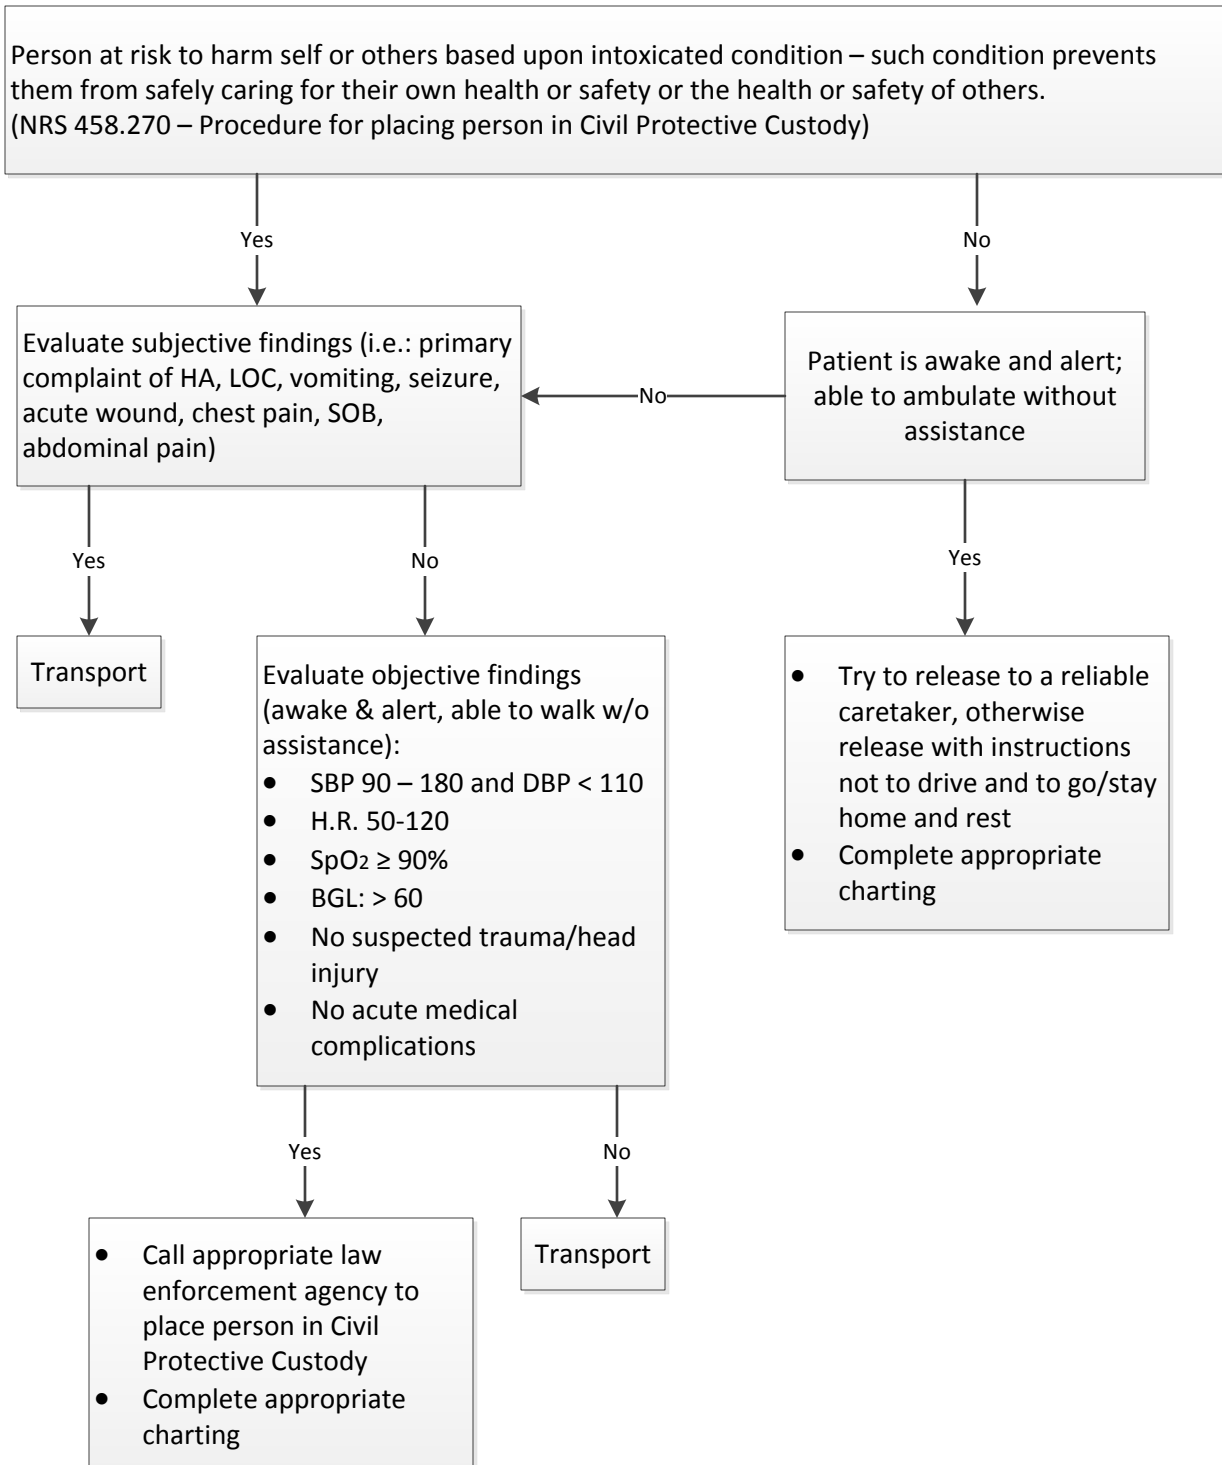 Person at risk to harm self or others based upon intoxicated condition – such condition prevents
them from safely caring for their own health or safety or the health or safety of others.
(NRS 458.270 – Procedure for placing person in Civil Protective Custody)
Yes
No
Evaluate subjective findings (i.e.: primary
complaint of HA, LOC, vomiting, seizure,
acute wound, chest pain, SOB,
abdominal pain)
No
Patient is awake and alert;
able to ambulate without
assistance
Yes
No
Yes
Transport
Evaluate objective findings
(awake & alert, able to walk w/o
assistance):
• SBP 90 – 180 and DBP < 110
• H.R. 50-120
• SpO2 ≥ 90%
• BGL: > 60
• No suspected trauma/head
injury
• No acute medical
complications
• Try to release to a reliable
caretaker, otherwise
release with instructions
not to drive and to go/stay
home and rest
• Complete appropriate
charting
Yes
No
• Call appropriate law
enforcement agency to
place person in Civil
Protective Custody
• Complete appropriate
charting
Transport